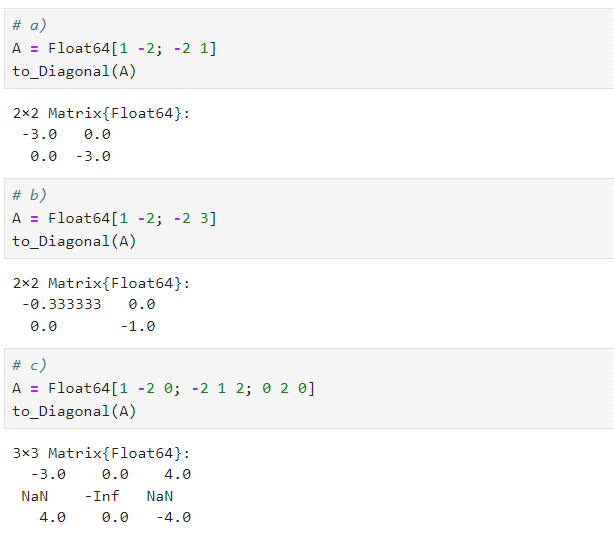 # a)
A = Float64[1 -2; -2 1]
to_Diagonal(A)
2×2 Matrix{Float64}:
 -3.0   0.0
  0.0  -3.0
# b)
A = Float64[1 -2; -2 3]
to_Diagonal(A)
2×2 Matrix{Float64}:
 -0.333333   0.0
  0.0       -1.0
# c)
A = Float64[1 -2 0; -2 1 2; 0 2 0]
to_Diagonal(A)
3×3 Matrix{Float64}:
  -3.0    0.0    4.0
 NaN    -Inf   NaN
   4.0    0.0   -4.0